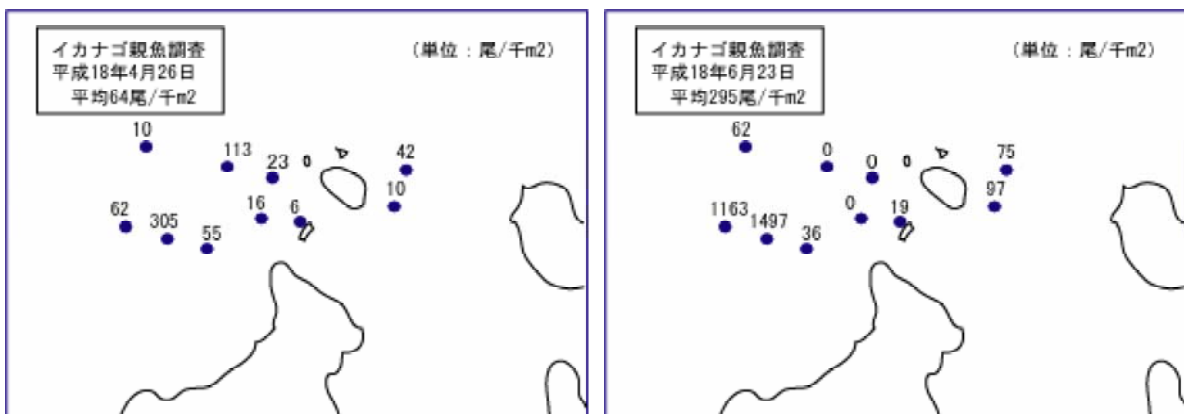 イカナゴ親魚調査
平成18年4月26日
平均64尾/千m2
(単位：尾/千m2)
10
113
23
42
10
62
305
55
16
6
イカナゴ親魚調査
平成18年6月23日
平均295尾/千m2
(単位：尾/千m2)
62
0
0
75
97
1163
1497
36
0
19